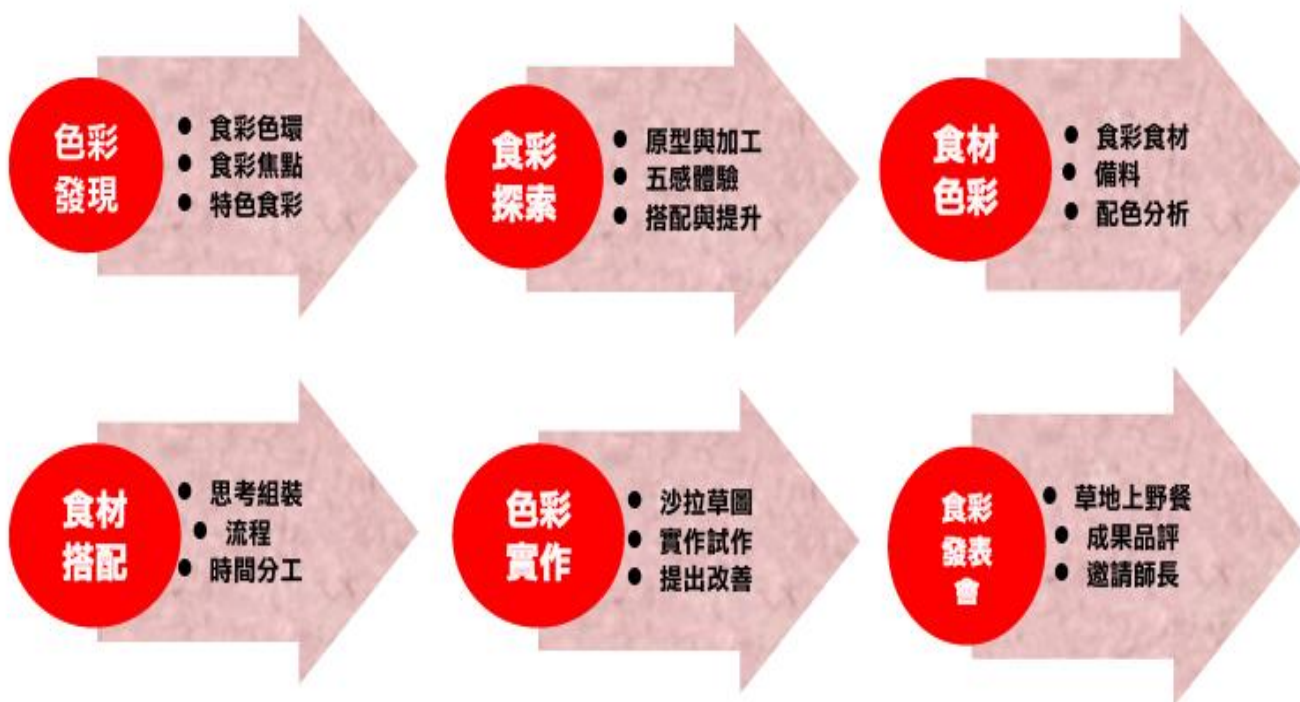 色彩
發現
● 食彩色環
● 食彩焦點
● 特色食彩
食彩
探索
● 原型與加工
● 五感體驗
● 搭配與提升
食材
色彩
● 食彩食材
● 備料
● 配色分析
食材
搭配
● 思考組裝
● 流程
● 時間分工
色彩
實作
● 沙拉草圖
● 實作試作
● 提出改善
食彩
發表
會
● 草地上野餐
● 成果品評
● 邀請師長